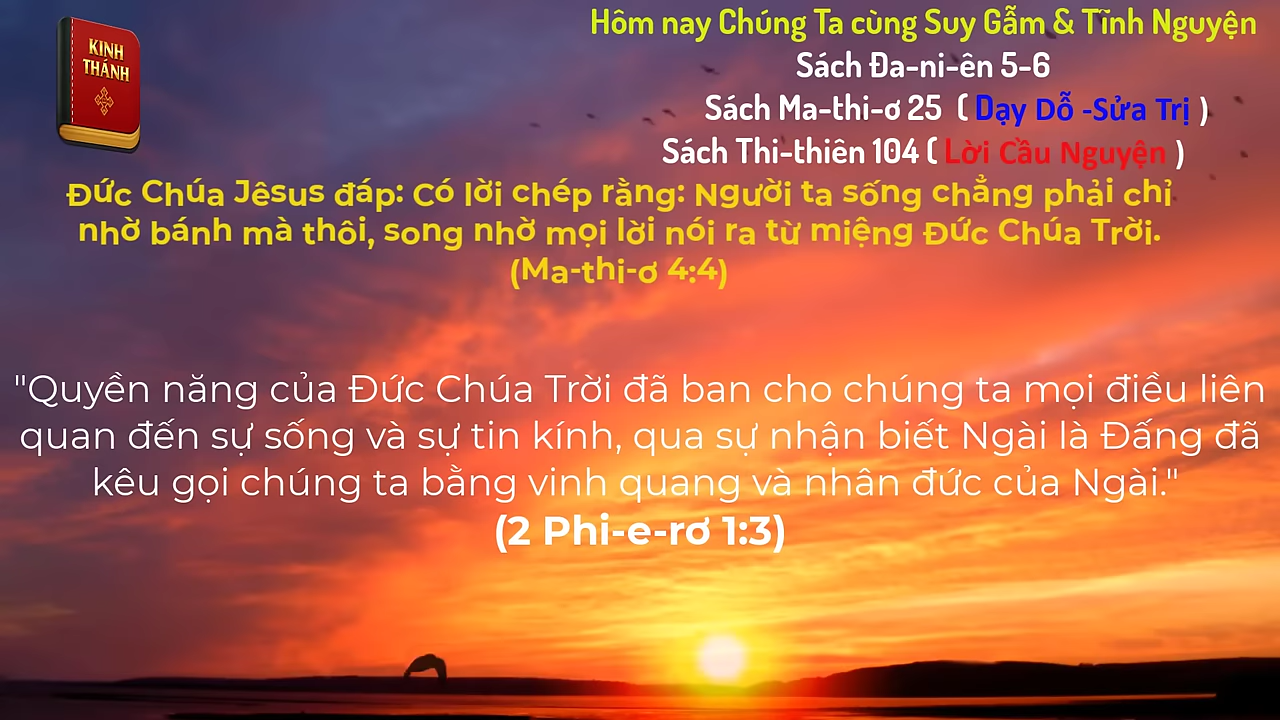 KINH
THÁNH
Hôm nay Chúng Ta cùng Suy Gẫm & Tĩnh Nguyện
Sách Đa-ni-ên 5-6
Sách Ma-thi-ơ 25 ( Dạy Dỗ -Sửa Trị )
Sách Thi-thiên 104 ( Lời Cầu Nguyện )
Đức Chúa Jêsus đáp: Có lời chép rằng: Người ta sống chẳng phải chỉ
nhờ bánh mà thôi, song nhờ mọi lời nói ra từ miệng Đức Chúa Trời.
(Ma-thi-ơ 4:4)
"Quyền năng của Đức Chúa Trời đã ban cho chúng ta mọi điều liên
quan đến sự sống và sự tin kính, qua sự nhận biết Ngài là Đấng đã
kêu gọi chúng ta bằng vinh quang và nhân đức của Ngài."
(2 Phi-e-rơ 1:3)